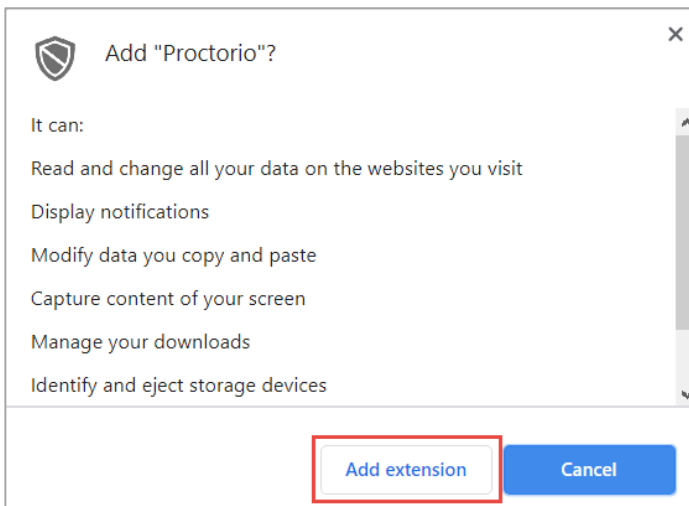 Add "Proctorio"?
It can:
Read and change all your data on the websites you visit
Display notifications
Modify data you copy and paste
Capture content of your screen
Manage your downloads
Identify and eject storage devices
Add extension
Cancel